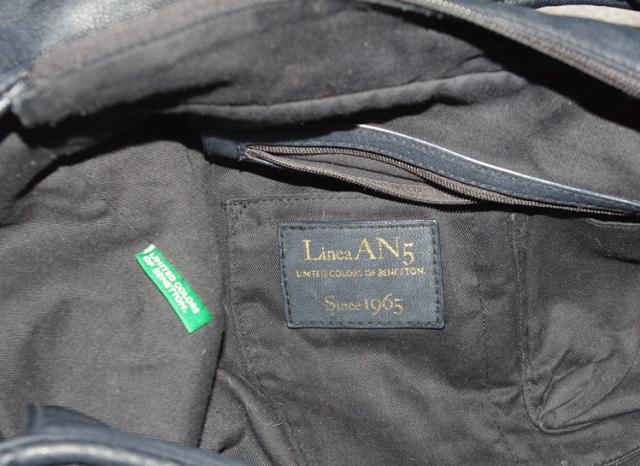 Linea AN5
UNITED COLORS OF BENETTON.
Since 1965
UNITED COLORS
OF BENETTON.